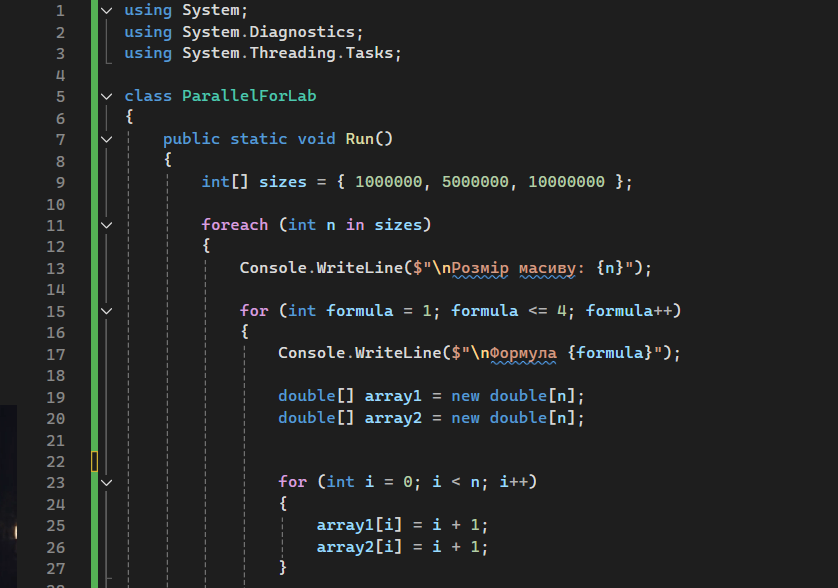 1 using System;
2 using System.Diagnostics;
3 using System.Threading.Tasks;
4
5 class ParallelForLab
6 {
7 public static void Run()
8 {
9 int[] sizes = { 1000000, 5000000, 10000000 };
10
11 foreach (int n in sizes)
12 {
13 Console.WriteLine($"\nРозмір масиву: {n}");
14
15 for (int formula = 1; formula <= 4; formula++)
16 {
17 Console.WriteLine($"\nФормула {formula}");
18
19 double[] array1 = new double[n];
20 double[] array2 = new double[n];
21
22
23 for (int i = 0; i < n; i++)
24 {
25 array1[i] = i + 1;
26 array2[i] = i + 1;
27 }